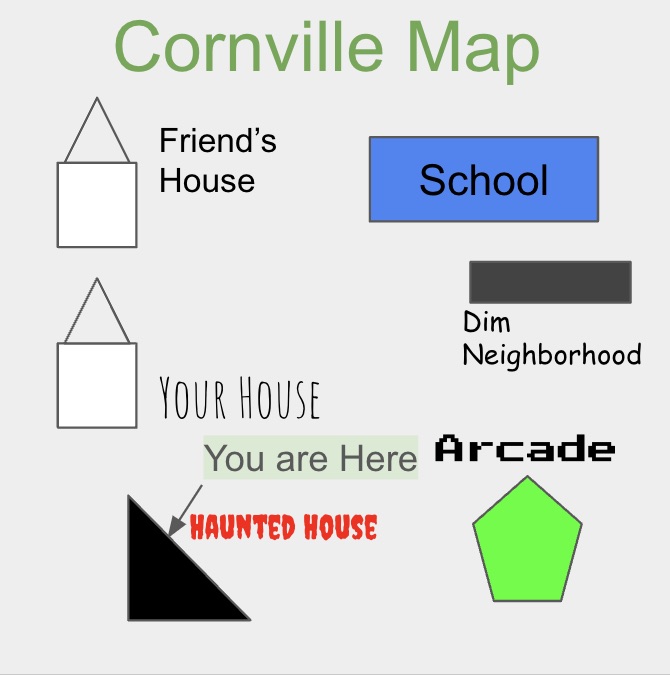 Cornville Map
Friend's
House
School
Dim
Neighborhood
Your House
You are Here
Arcade
HAUNTED HOUSE